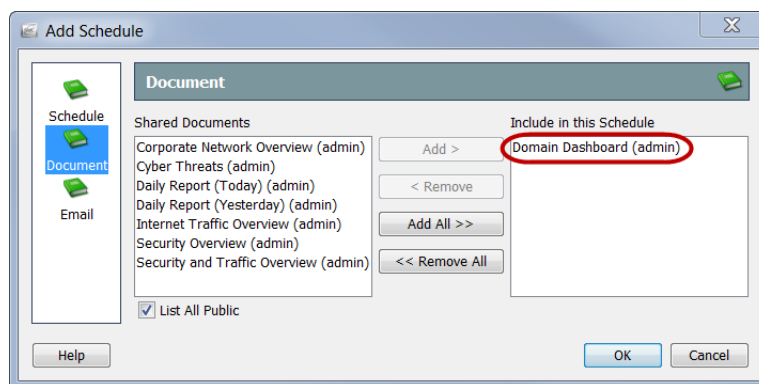 Add Schedule
Document
Schedule
Document
Email
Shared Documents
Corporate Network Overview (admin)
Cyber Threats (admin)
Daily Report (Today) (admin)
Daily Report (Yesterday) (admin)
Internet Traffic Overview (admin)
Security Overview (admin)
Security and Traffic Overview (admin)
List All Public
Add >
< Remove
Add All >>
<< Remove All
Include in this Schedule
Domain Dashboard (admin)
Help
OK
Cancel